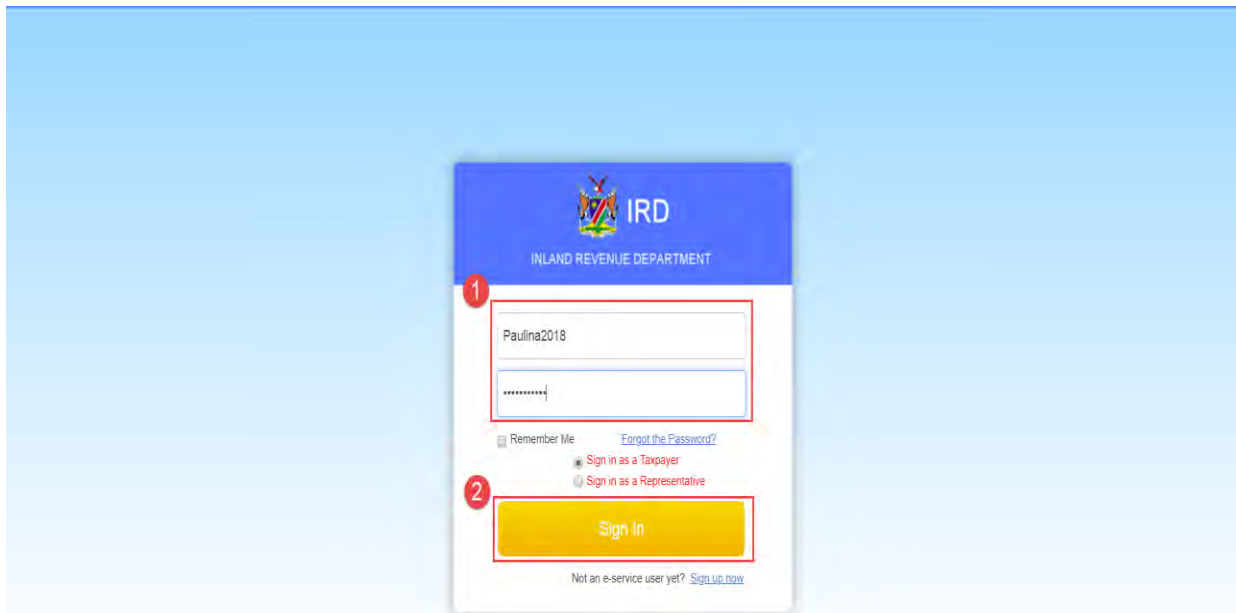 IRD
INLAND REVENUE DEPARTMENT
1
Paulina2018
•••••••••••
Remember Me Forgot the Password?
Sign in as a Taxpayer
Sign in as a Representative
2
Sign In
Not an e-service user yet? Sign up now